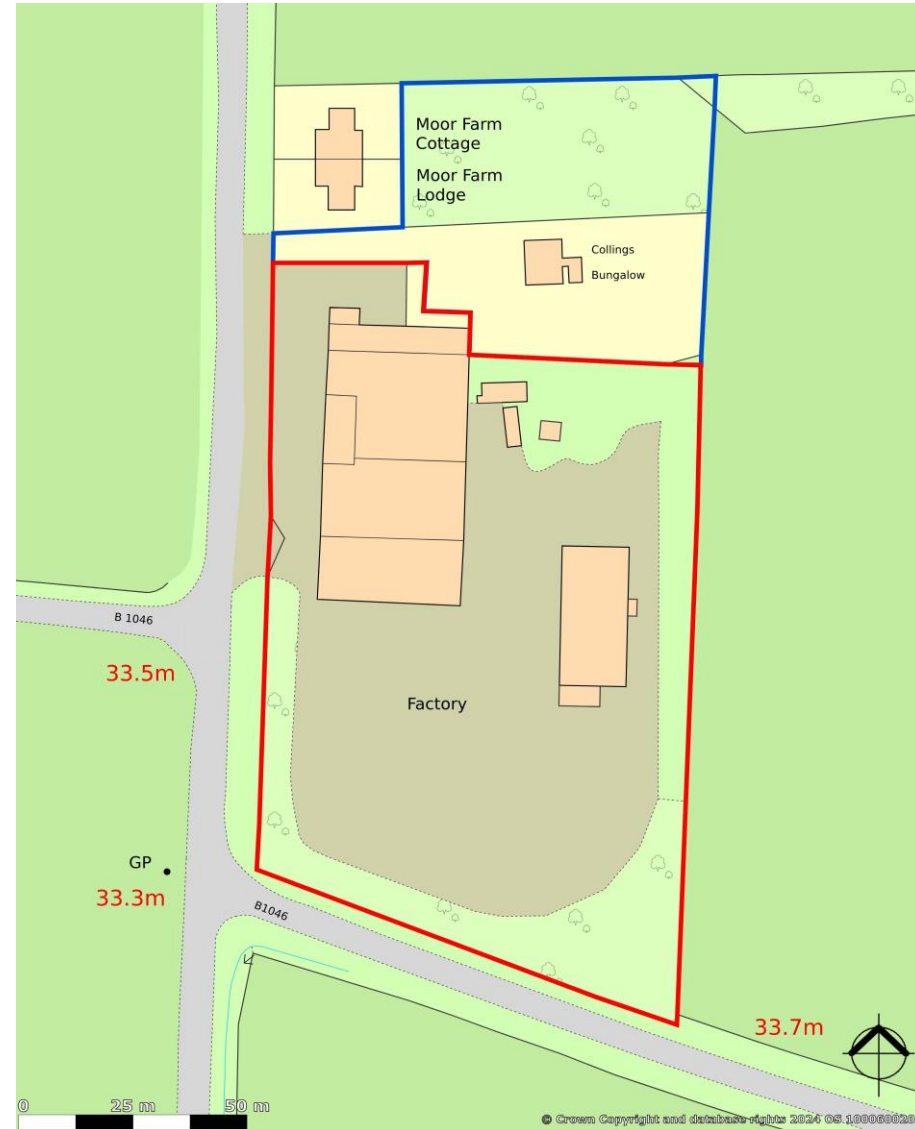 Moor Farm
Cottage
Moor Farm
Lodge
Collings
Bungalow
B 1046
33.5m
Factory
GP
33.3m
B1046
33.7m
0 25 m 50 m
© Crown Copyright and database rights 2024 OS 100060020